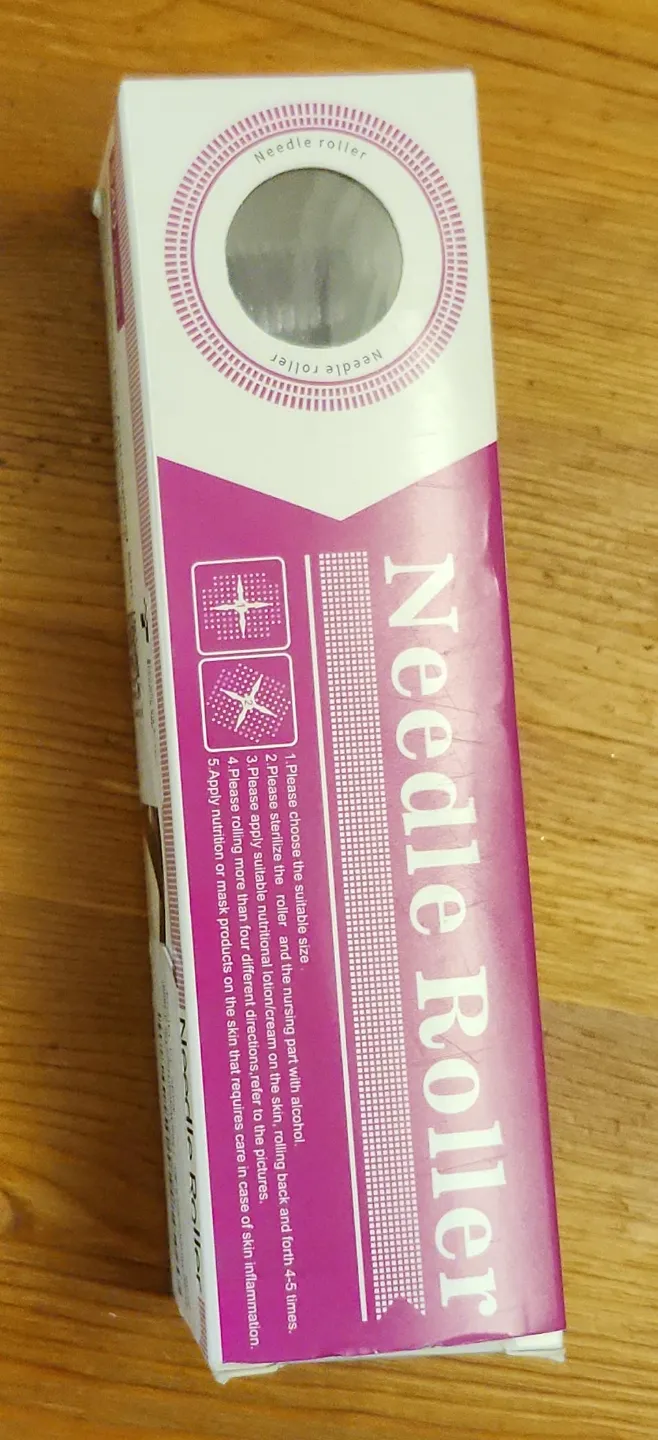 Needle roller
Needle roller
Needle Roller
1
2
1.Please choose the suitable size .
2.Please sterilize the roller and the nursing part with alcohol.
3.Please apply suitable nutritional lotion/cream on the skin, rolling back and forth 4-5 times.
4.Please rolling more than four different directions,refer to the pictures.
5.Apply nutrition or mask products on the skin that requires care in case of skin inflammation.
Needle Roller